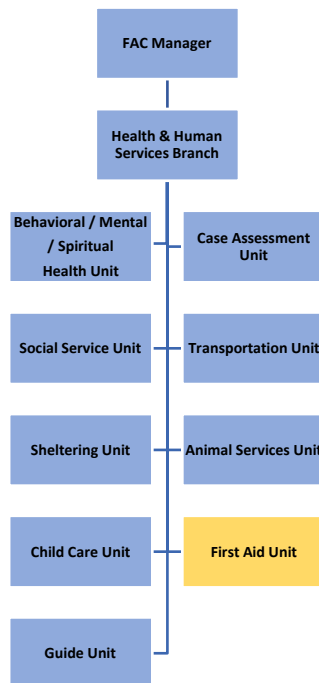 FAC Manager
Health & Human
Services Branch
Behavioral / Mental
/ Spiritual
Health Unit
Case Assessment
Unit
Social Service Unit
Transportation Unit
Sheltering Unit
Animal Services Unit
Child Care Unit
First Aid Unit
Guide Unit